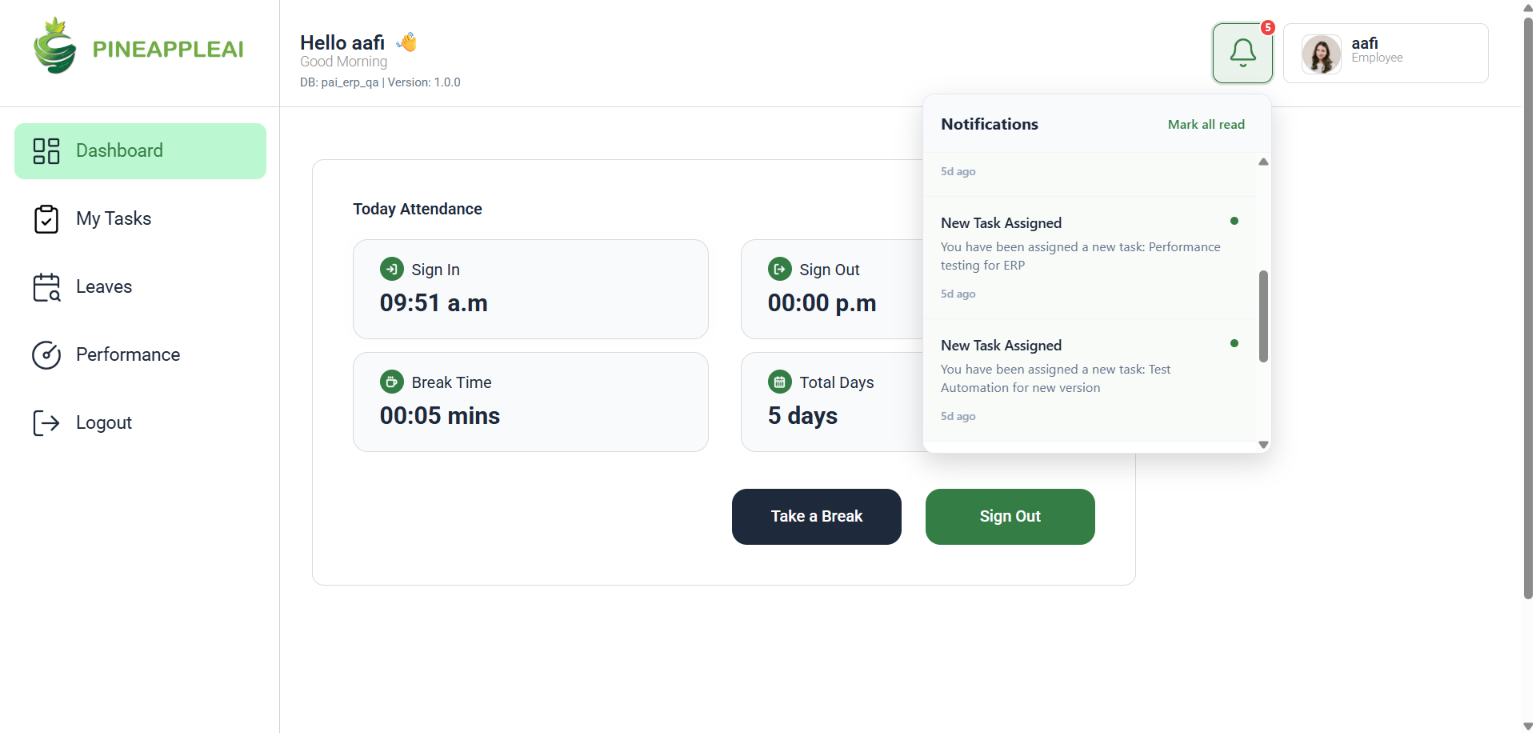 PINEAPPLEAI
Hello aafi
Good Morning
DB: pai_erp_qa | Version: 1.0.0
5
aafi
Employee
Dashboard
My Tasks
Leaves
Performance
Logout
Today Attendance
Sign In
09:51 a.m
Sign Out
00:00 p.m
Break Time
00:05 mins
Total Days
5 days
Take a Break
Sign Out
Notifications
Mark all read
5d ago
New Task Assigned
You have been assigned a new task: Performance
testing for ERP
5d ago
New Task Assigned
You have been assigned a new task: Test
Automation for new version
5d ago